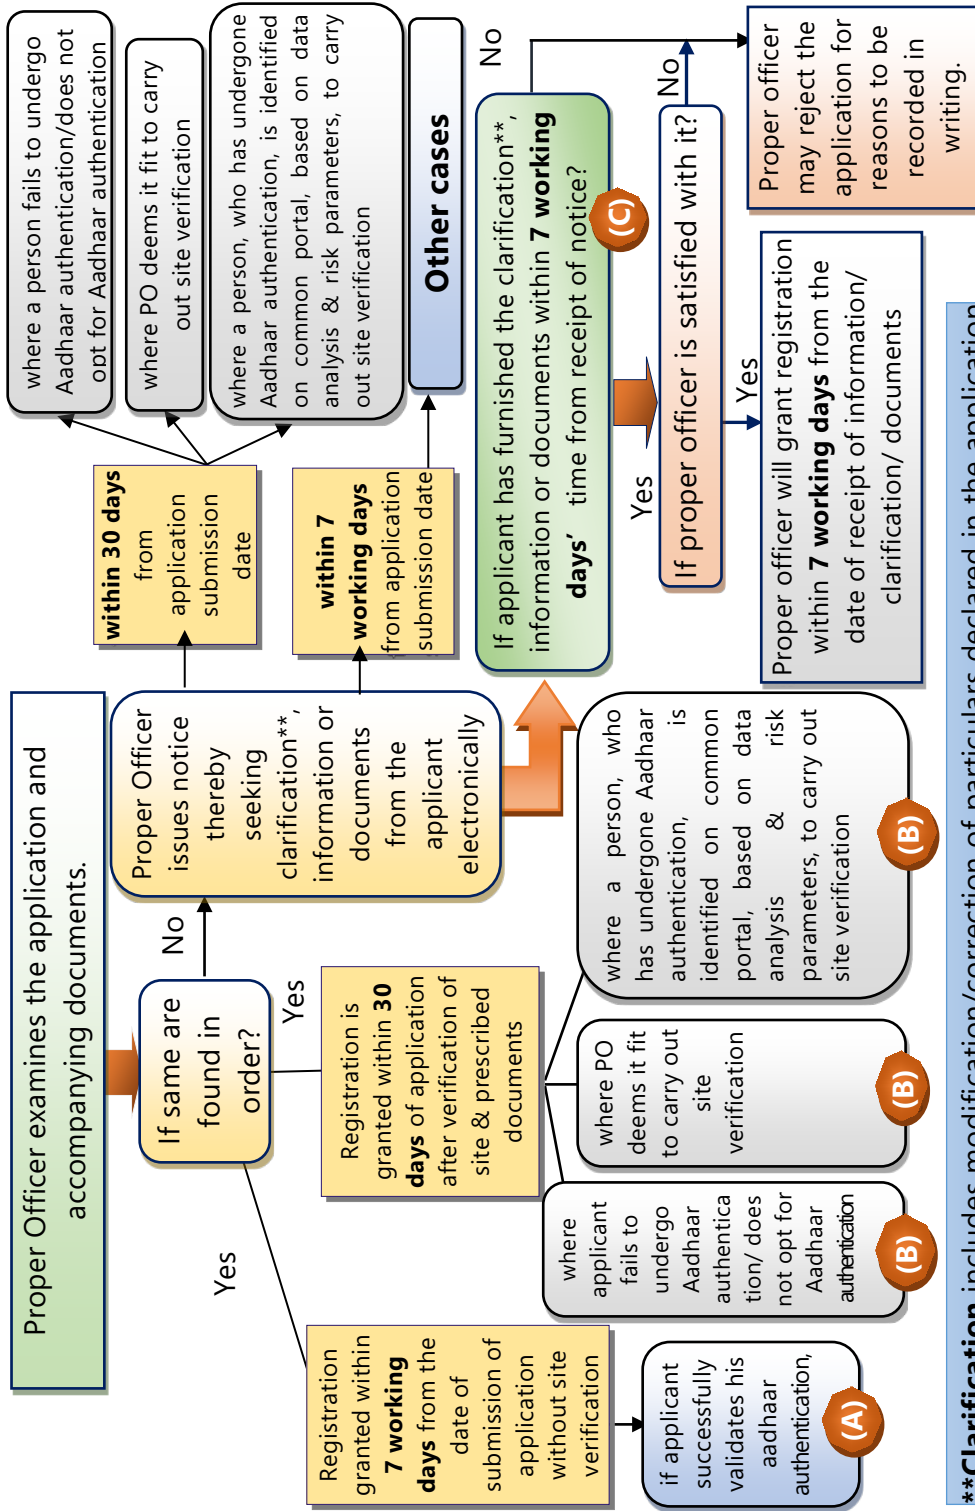 Proper Officer examines the application and
accompanying documents.
If same are
found in
order?
Yes
Yes
No
Registration
granted within
7 working
days from the
date of
submission of
application
without site
verification
if applicant
successfully
validates his
aadhaar
authentication,
(A)
Registration is
granted within 30
days of application
after verification of
site & prescribed
documents
where
applicant
fails to
undergo
Aadhaar
authentica
tion/ does
not opt for
Aadhaar
authentication
(B)
where PO
deems it fit
to carry out
site
verification
(B)
where a person, who
has undergone Aadhaar
authentication, is
identified on common
portal, based on data
analysis & risk
parameters, to carry out
site verification
(B)
Proper Officer
issues notice
thereby
seeking
clarification**,
information or
documents
from the
applicant
electronically
within 30 days
from
application
submission
date
where a person fails to undergo
Aadhaar authentication/does not
opt for Aadhaar authentication
where PO deems it fit to carry
out site verification
where a person, who has undergone
Aadhaar authentication, is identified
on common portal, based on data
analysis & risk parameters, to carry
out site verification
within 7
working days
from application
submission date
Other cases
If applicant has furnished the clarification**,
information or documents within 7 working
days’ time from receipt of notice?
(C)
No
Yes
If proper officer is satisfied with it?
No
Yes
Proper officer will grant registration
within 7 working days from the
date of receipt of information/
clarification/ documents
Proper officer
may reject the
application for
reasons to be
recorded in
writing.
**Clarification includes modification/correction of particulars declared in the application